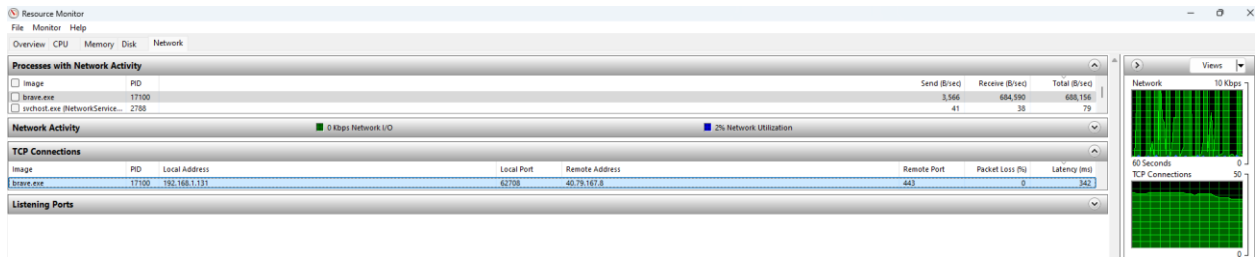 Resource Monitor
File Monitor Help
Overview CPU Memory Disk Network
Processes with Network Activity
Image PID Send (B/sec) Receive (B/sec) Total (B/sec)
brave.exe 17100 3,566 684,590 688,156
svchost.exe (NetworkService... 2788 41 38 79
Network Activity 0 Kbps Network I/O 2% Network Utilization
TCP Connections
Image PID Local Address Local Port Remote Address Remote Port Packet Loss (%) Latency (ms)
brave.exe 17100 192.168.1.131 62708 40.79.167.8 443 0 342
Listening Ports
Views
Network 10 Kbps
60 Seconds 0
TCP Connections 50
0